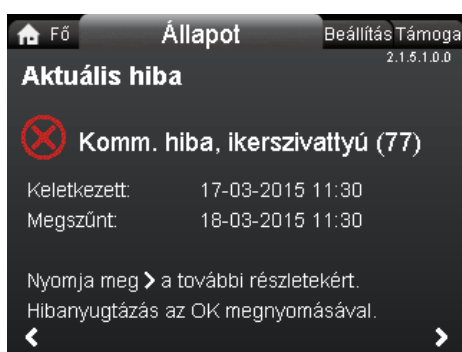 Fő Állapot Beállítás Támoga
2.1.5.1.0.0
Aktuális hiba
Komm. hiba, ikerszivattyú (77)
Keletkezett: 17-03-2015 11:30
Megszűnt: 18-03-2015 11:30
Nyomja meg > a további részletekért.
Hibanyugtázás az OK megnyomásával.